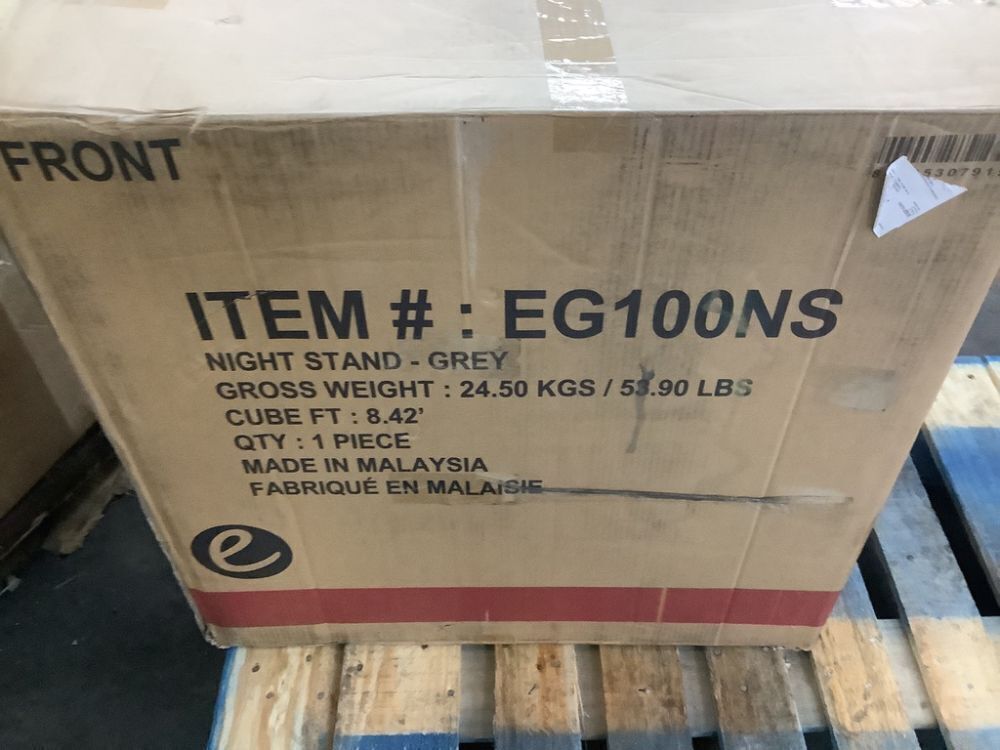 FRONT
530791
ITEM # : EG100NS
NIGHT STAND - GREY
GROSS WEIGHT : 24.50 KGS / 53.90 LBS
CUBE FT : 8.42’
QTY : 1 PIECE
MADE IN MALAYSIA
FABRIQUÉ EN MALAISIE
e